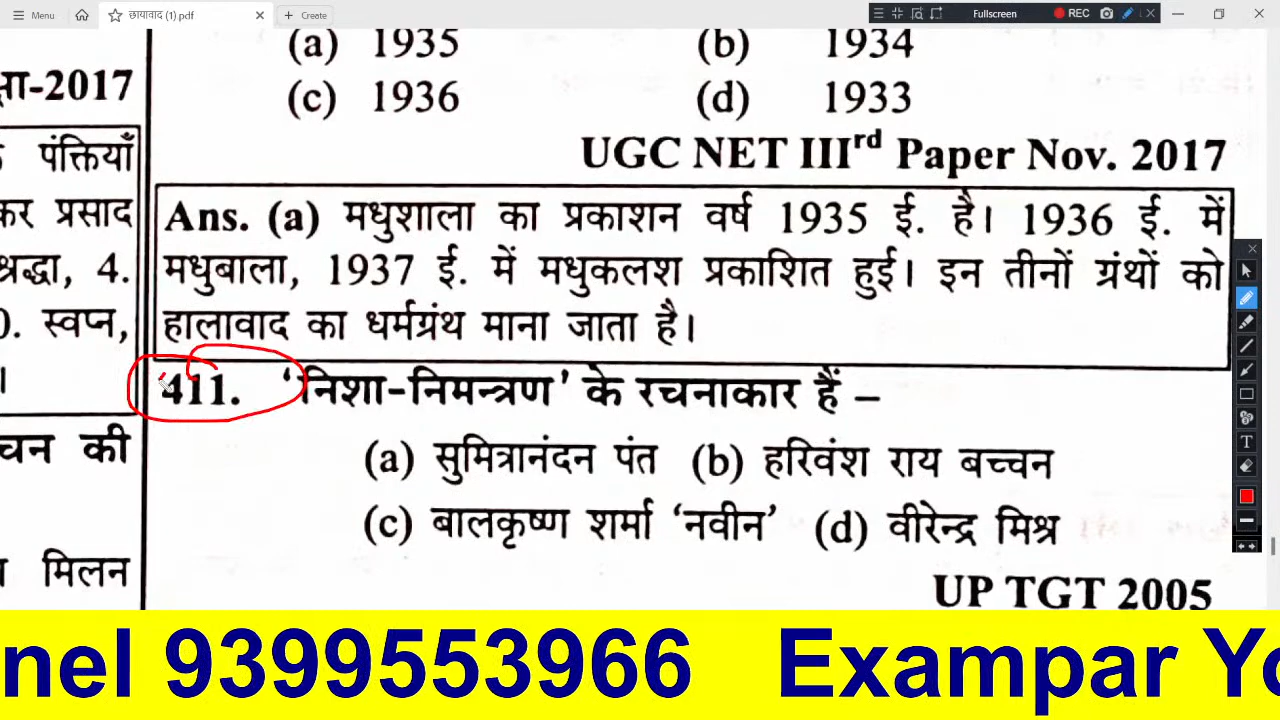 Menu
छायावाद (1).pdf
Create
Fullscreen
REC
(a) 1935 (b) 1934
क्षा-2017
(c) 1936 (d) 1933
UGC NET IIIrd Paper Nov. 2017
पंक्तियाँ
कर प्रसाद
श्रद्धा, 4.
0. स्वप्न,
।
Ans. (a) मधुशाला का प्रकाशन वर्ष 1935 ई. है। 1936 ई. में
मधुबाला, 1937 ई. में मधुकलश प्रकाशित हुई। इन तीनों ग्रंथों को
हालावाद का धर्मग्रंथ माना जाता है।
चन की
मिलन
411. 'निशा-निमन्त्रण' के रचनाकार हैं –
(a) सुमित्रानंदन पंत (b) हरिवंश राय बच्चन
(c) बालकृष्ण शर्मा 'नवीन' (d) वीरेन्द्र मिश्र
UP TGT 2005
nel 9399553966 Exampar Yo